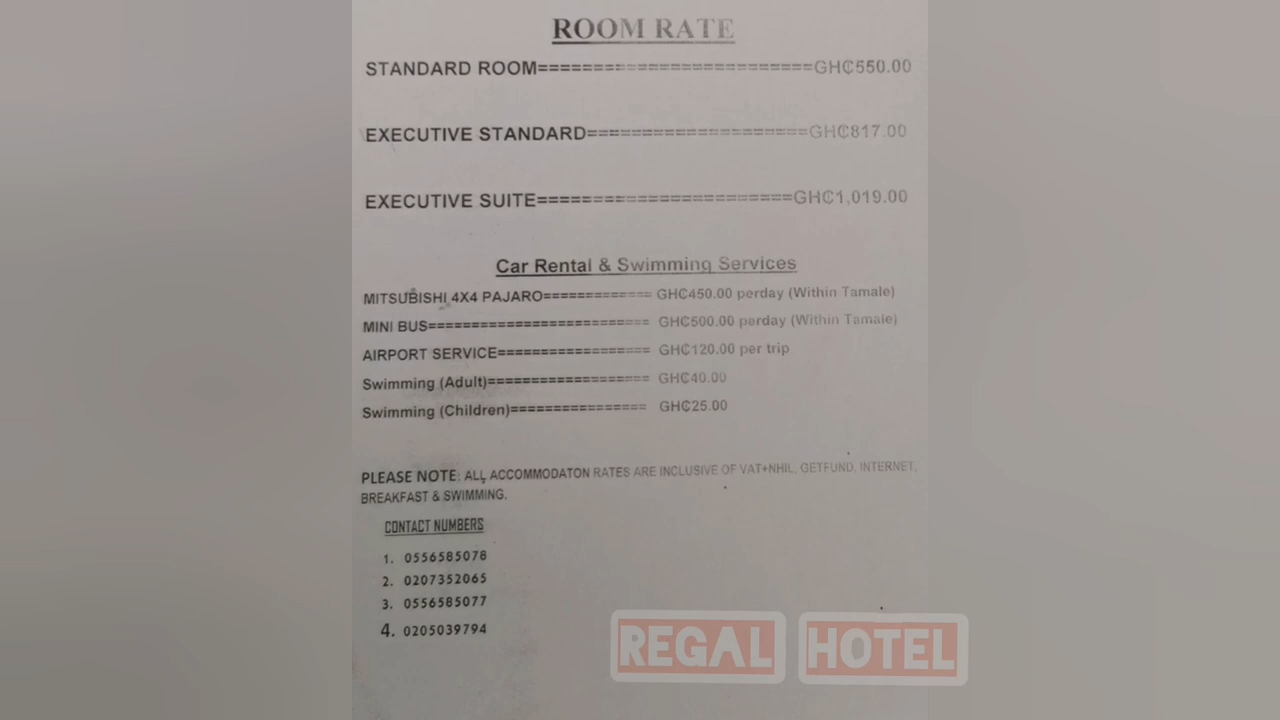 ROOM RATE
STANDARD ROOM=========================GH₵550.00
EXECUTIVE STANDARD====================GH₵817.00
EXECUTIVE SUITE=======================GH₵1,019.00
Car Rental & Swimming Services
MITSUBISHI 4X4 PAJARO============= GH₵450.00 perday (Within Tamale)
MINI BUS========================== GH₵500.00 perday (Within Tamale)
AIRPORT SERVICE================== GH₵120.00 per trip
Swimming (Adult)=================== GH₵40.00
Swimming (Children)================ GH₵25.00
PLEASE NOTE: ALL ACCOMMODATON RATES ARE INCLUSIVE OF VAT+NHIL, GETFUND, INTERNET,
BREAKFAST & SWIMMING.
CONTACT NUMBERS
1. 0556585078
2. 0207352065
3. 0556585077
4. 0205039794
REGAL HOTEL